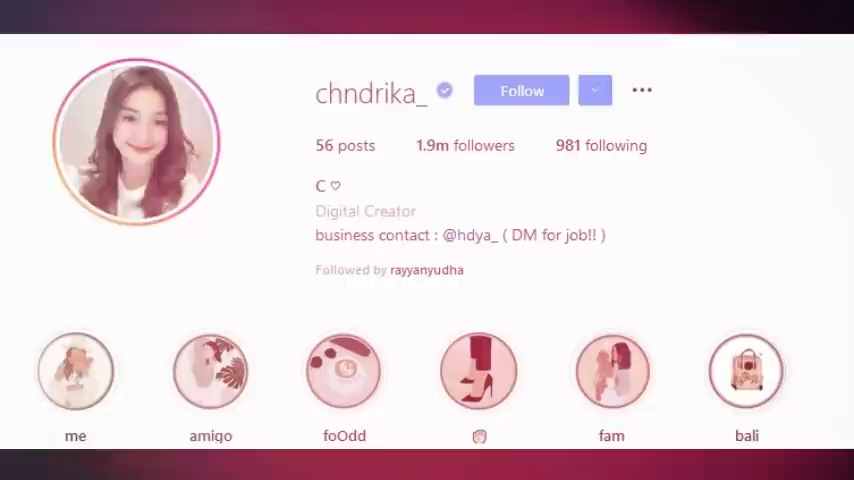 chndrika_ Follow
56 posts 1.9m followers 981 following
C ♡
Digital Creator
business contact : @hdya_ ( DM for job!! )
Followed by rayyanyudha
me amigo foOdd fam bali